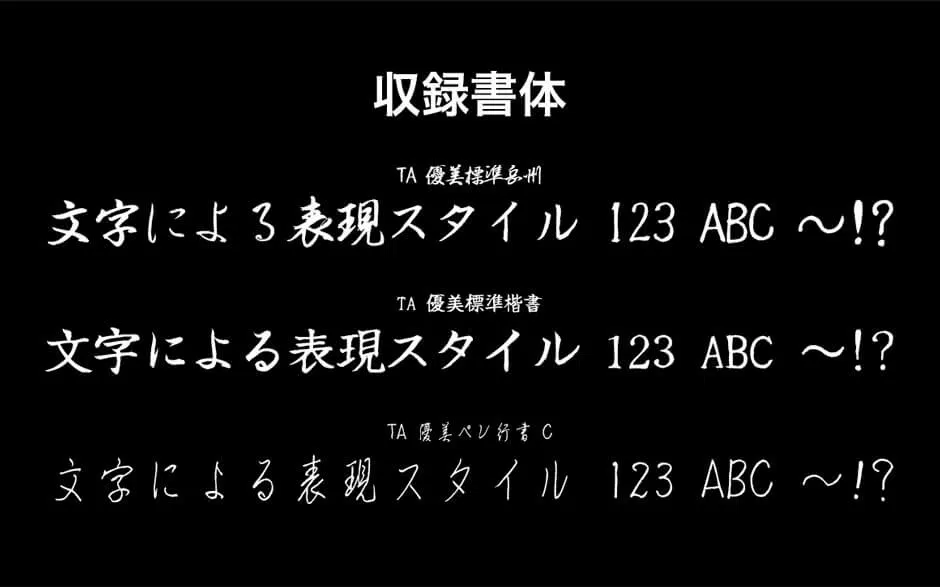 収録書体
TA 優美標準岳州
文字による表現スタイル 123 ABC ～!?
TA 優美標準楷書
文字による表現スタイル 123 ABC ～!?
TA 優美ペン行書 C
文字による表現スタイル 123 ABC ～!?